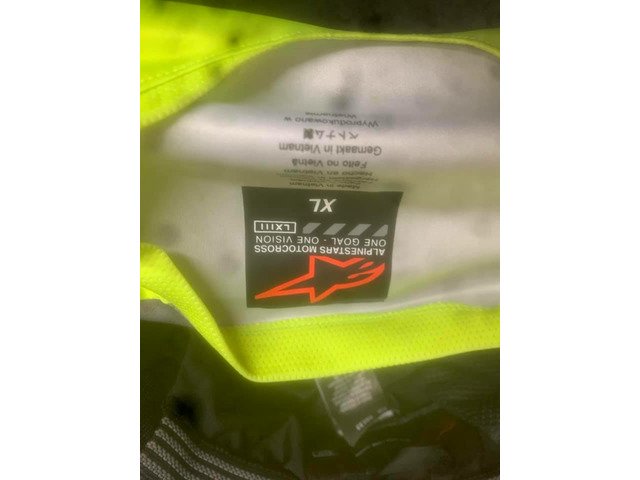 ALPINESTARS MOTOCROSS
ONE GOAL - ONE VISION
LXIII
XL
Made in Vietnam
Hecho en Vietnam
Feito no Vietnã
Gemaakt in Vietnam
ベトナム製
Wyprodukowano w
Wietnamie